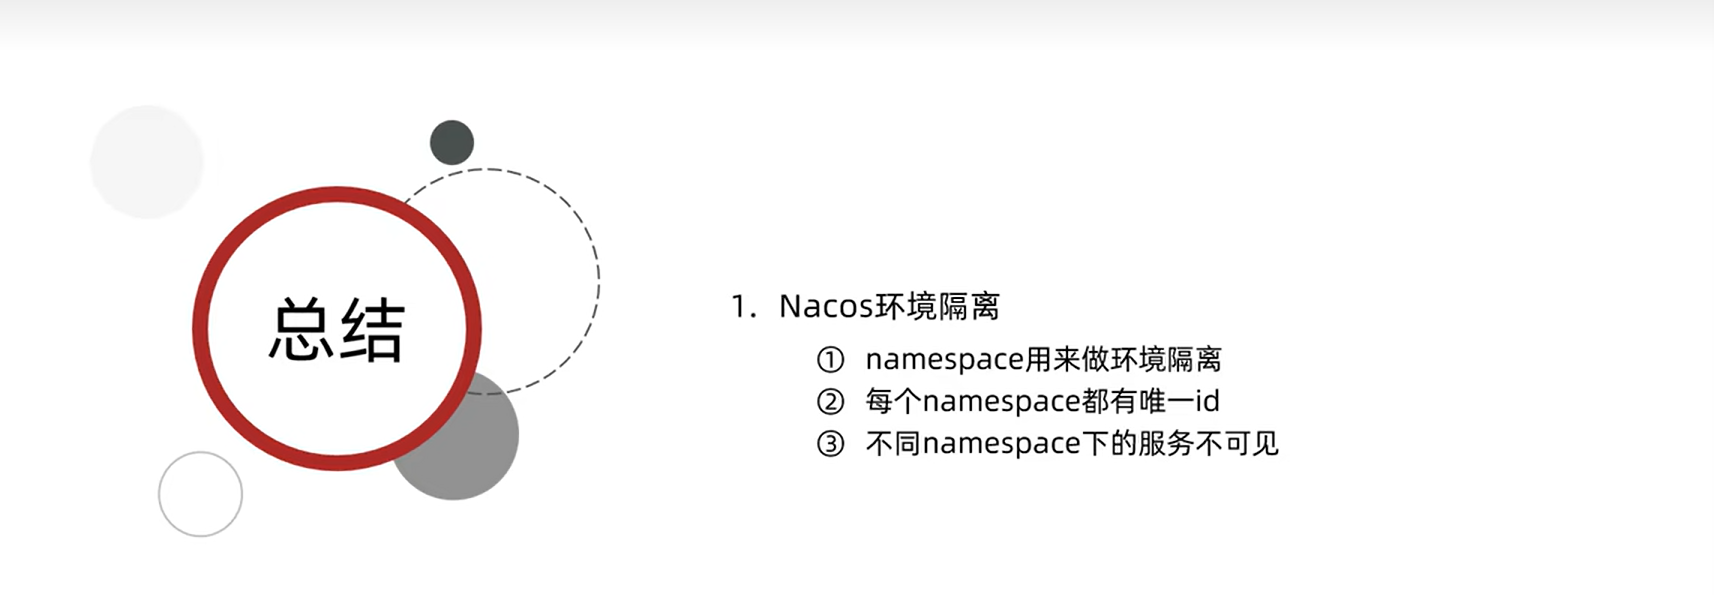 总结
1. Nacos环境隔离
① namespace用来做环境隔离
② 每个namespace都有唯一id
③ 不同namespace下的服务不可见